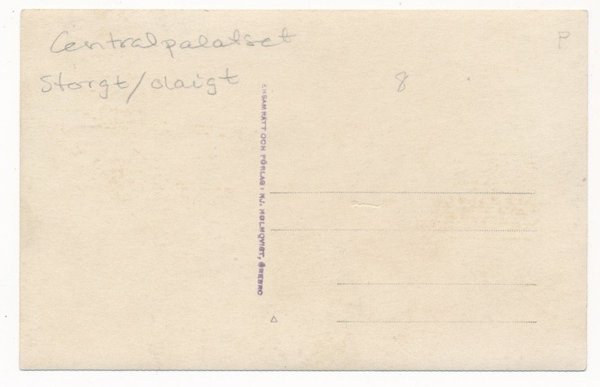 Centralpalatset
P
Storgt/olaigt
8
ENSAMRÄTT OCH FÖRLAG: HJ. HOLMQVIST, ÖREBRO